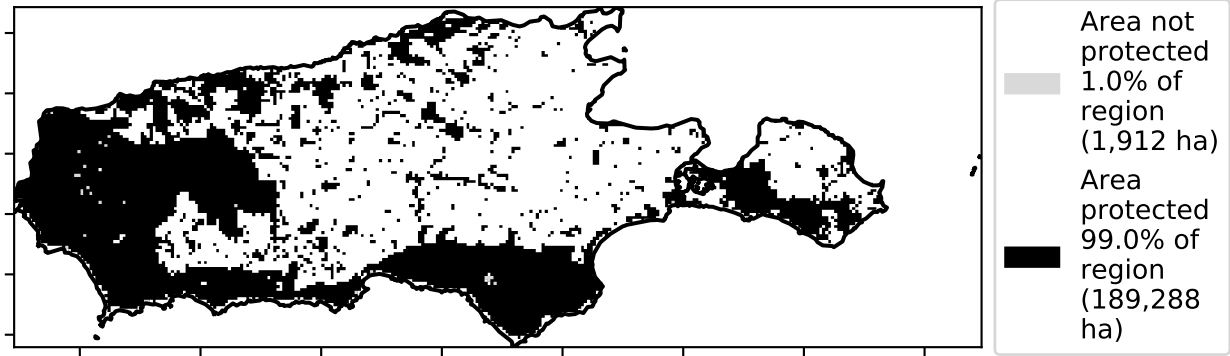 Area not
protected
1.0% of
region
(1,912 ha)
Area
protected
99.0% of
region
(189,288
ha)